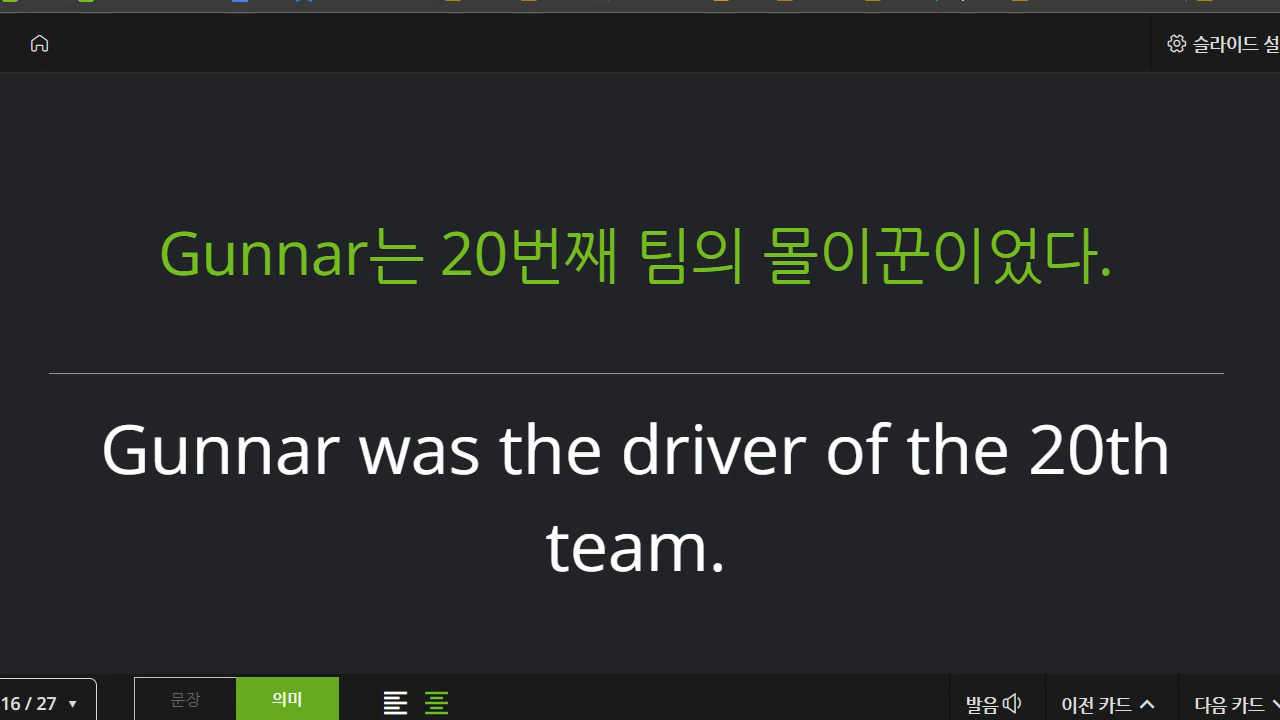 슬라이드 설
Gunnar는 20번째 팀의 몰이꾼이었다.
Gunnar was the driver of the 20th
team.
16 / 27
문장
의미
발음
이전 카드
다음 카드